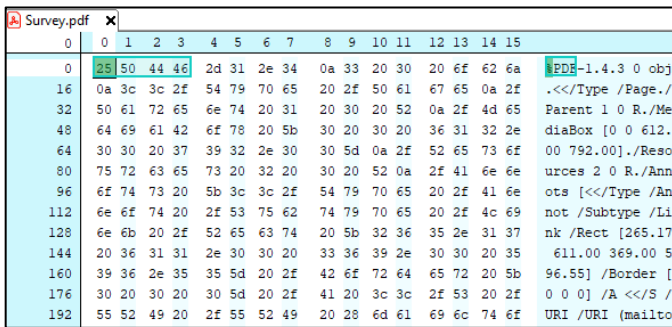 Survey.pdf X
0 0 1 2 3 4 5 6 7 8 9 10 11 12 13 14 15
0 25 50 44 46 2d 31 2e 34 0a 33 20 30 20 6f 62 6a %PDF-1.4.3 0 obj
16 0a 3c 3c 2f 54 79 70 65 20 2f 50 61 67 65 0a 2f .<</Type /Page./
32 50 61 72 65 6e 74 20 31 20 30 20 52 0a 2f 4d 65 Parent 1 0 R./Me
48 64 69 61 42 6f 78 20 5b 30 20 30 20 36 31 32 2e diaBox [0 0 612.
64 30 30 20 37 39 32 2e 30 30 5d 0a 2f 52 65 73 6f 00 792.00]./Reso
80 75 72 63 65 73 20 32 20 30 20 52 0a 2f 41 6e 6e urces 2 0 R./Ann
96 6f 74 73 20 5b 3c 3c 2f 54 79 70 65 20 2f 41 6e ots [<</Type /An
112 6e 6f 74 20 2f 53 75 62 74 79 70 65 20 2f 4c 69 not /Subtype /Li
128 6e 6b 20 2f 52 65 63 74 20 5b 32 36 35 2e 31 37 nk /Rect [265.17
144 20 36 31 31 2e 30 30 20 33 36 39 2e 30 30 20 35 611.00 369.00 5
160 39 36 2e 35 35 5d 20 2f 42 6f 72 64 65 72 20 5b 96.55] /Border [
176 30 20 30 20 30 5d 20 2f 41 20 3c 3c 2f 53 20 2f 0 0 0] /A <</S /
192 55 52 49 20 2f 55 52 49 20 28 6d 61 69 6c 74 6f URI /URI (mailto